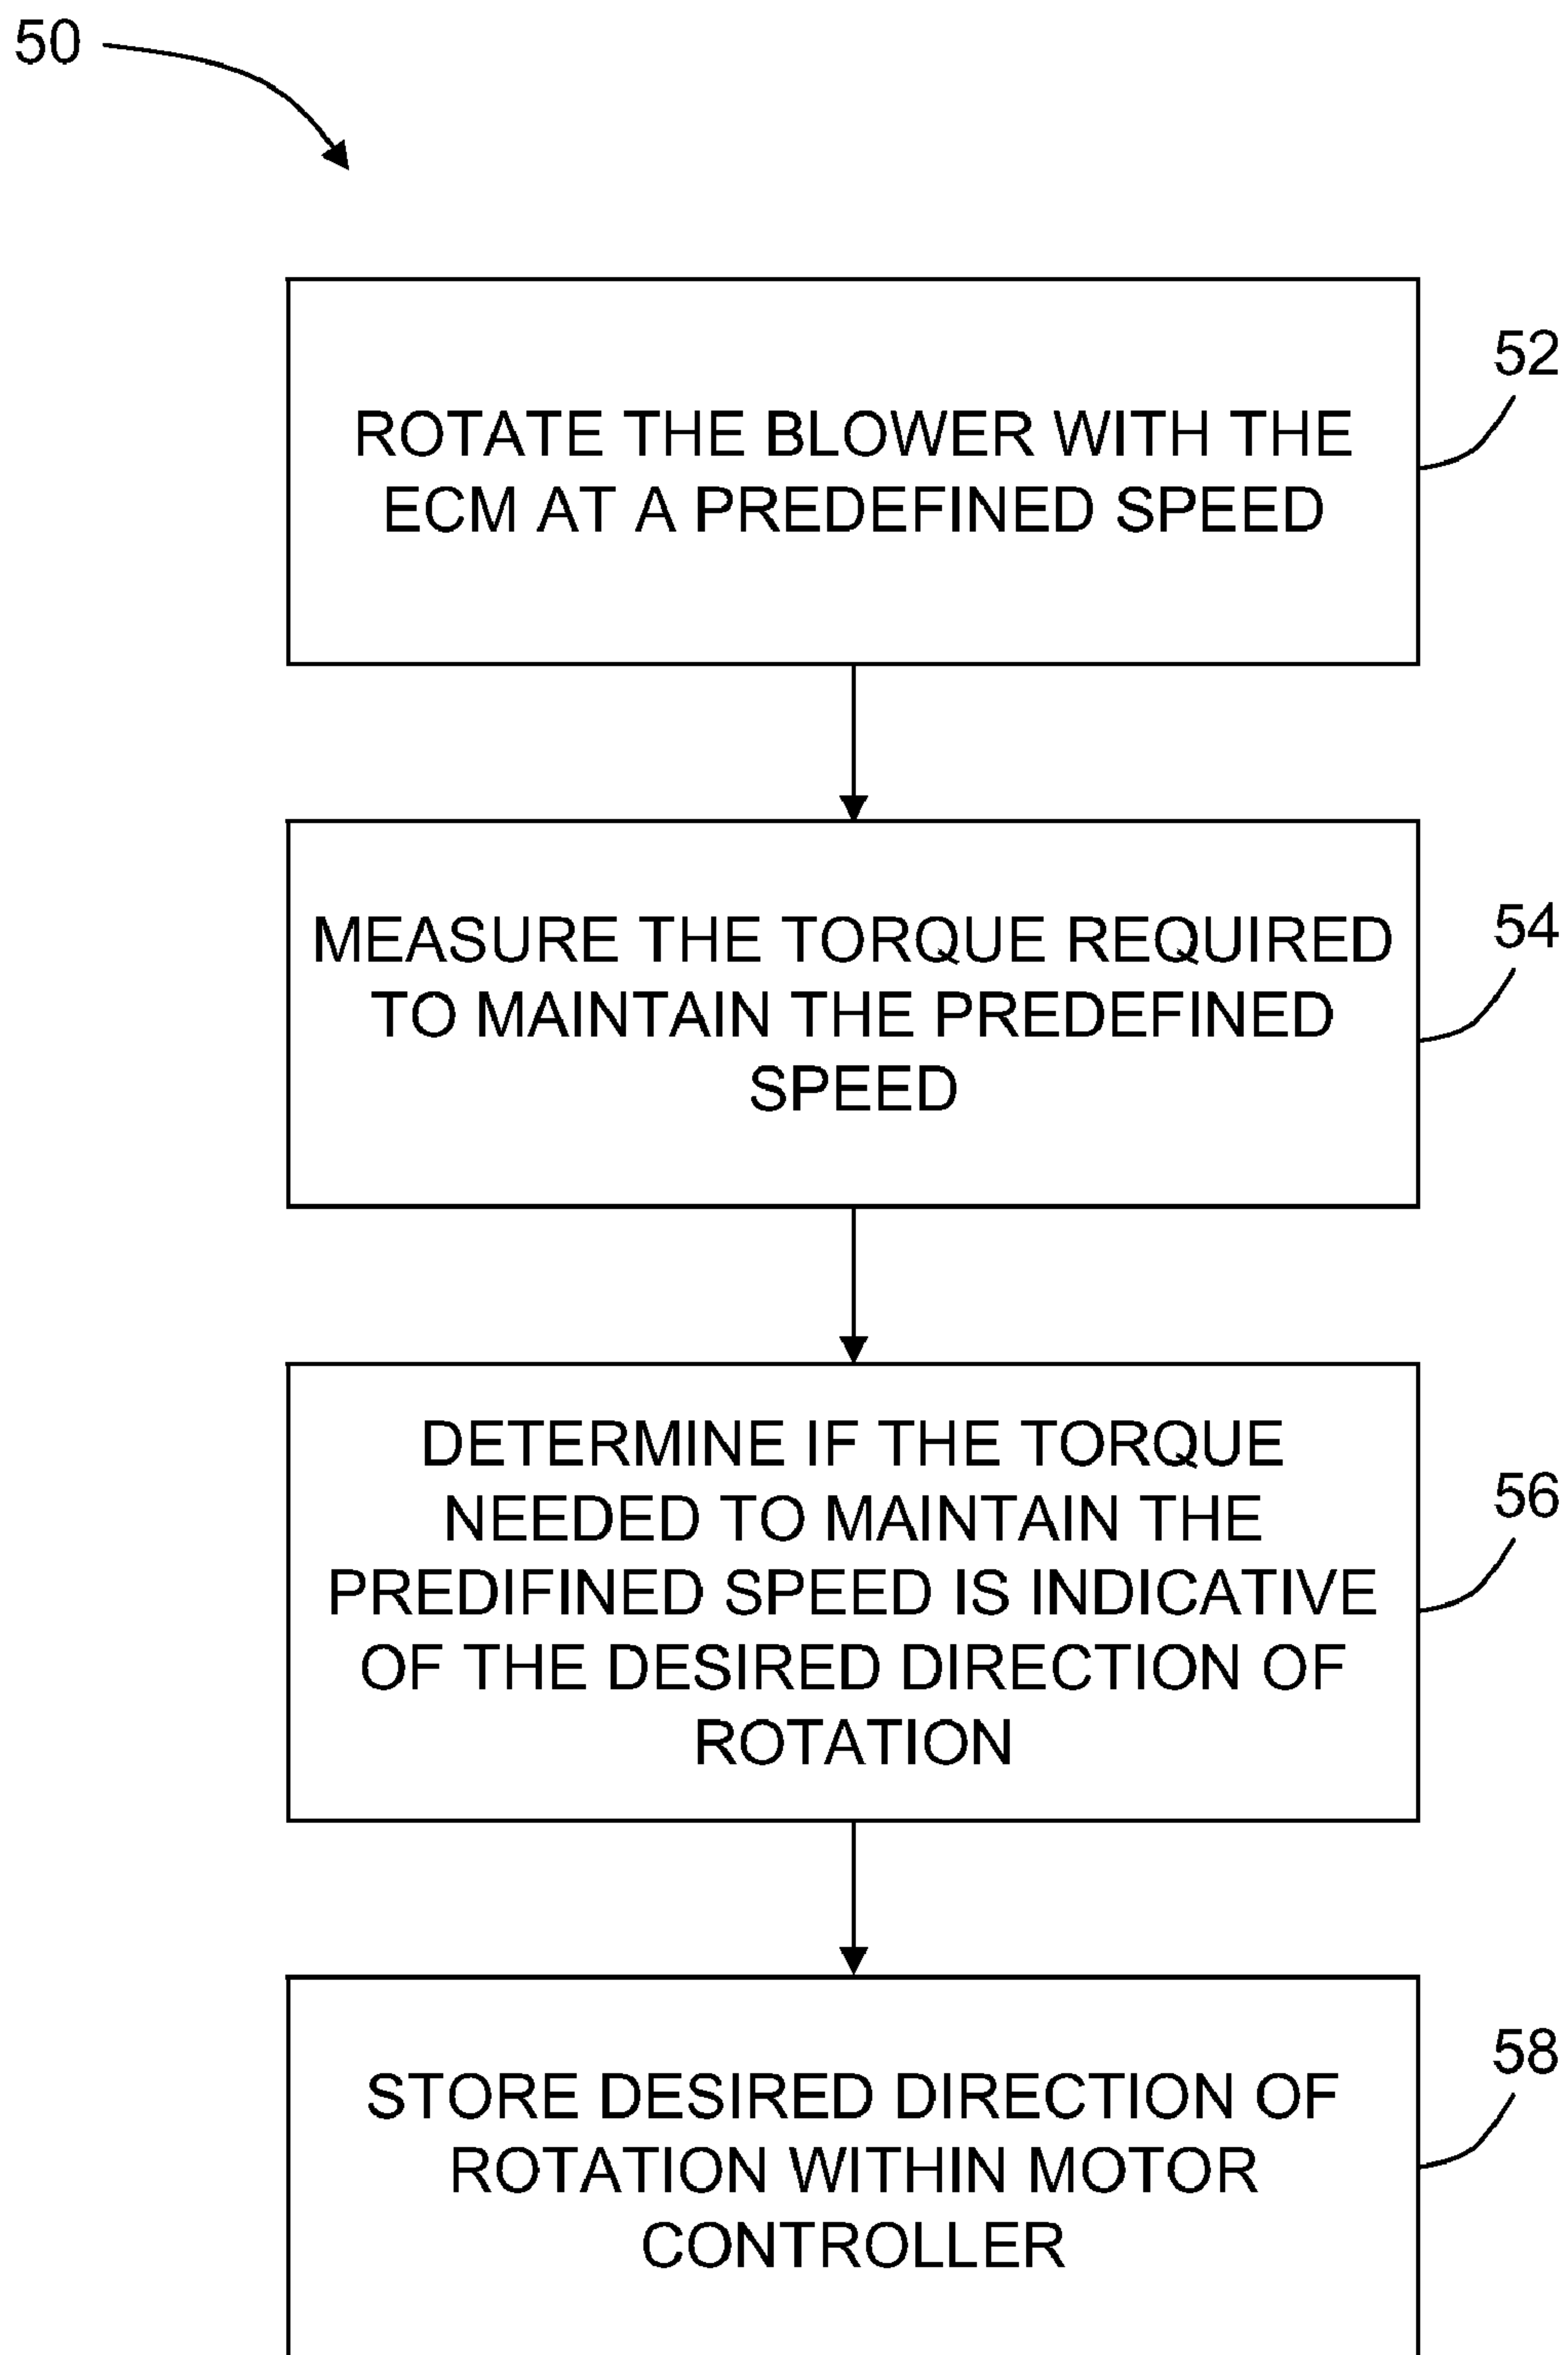 50
52
ROTATE THE BLOWER WITH THE
ECM AT A PREDEFINED SPEED
54
MEASURE THE TORQUE REQUIRED
TO MAINTAIN THE PREDEFINED
SPEED
56
DETERMINE IF THE TORQUE
NEEDED TO MAINTAIN THE
PREDIFINED SPEED IS INDICATIVE
OF THE DESIRED DIRECTION OF
ROTATION
58
STORE DESIRED DIRECTION OF
ROTATION WITHIN MOTOR
CONTROLLER